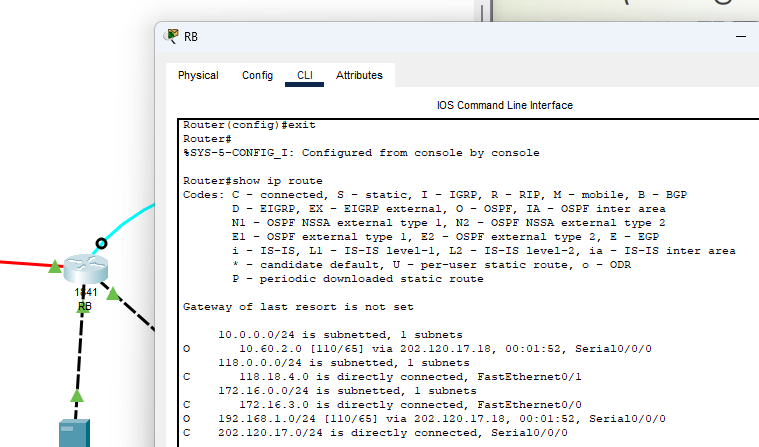 RB
Physical Config CLI Attributes
IOS Command Line Interface
Router(config)#exit
Router#
%SYS-5-CONFIG_I: Configured from console by console
Router#show ip route
Codes: C - connected, S - static, I - IGRP, R - RIP, M - mobile, B - BGP
D - EIGRP, EX - EIGRP external, O - OSPF, IA - OSPF inter area
N1 - OSPF NSSA external type 1, N2 - OSPF NSSA external type 2
E1 - OSPF external type 1, E2 - OSPF external type 2, E - EGP
i - IS-IS, L1 - IS-IS level-1, L2 - IS-IS level-2, ia - IS-IS inter area
* - candidate default, U - per-user static route, o - ODR
P - periodic downloaded static route
Gateway of last resort is not set
10.0.0.0/24 is subnetted, 1 subnets
O 10.60.2.0 [110/65] via 202.120.17.18, 00:01:52, Serial0/0/0
118.0.0.0/24 is subnetted, 1 subnets
C 118.18.4.0 is directly connected, FastEthernet0/1
172.16.0.0/24 is subnetted, 1 subnets
C 172.16.3.0 is directly connected, FastEthernet0/0
O 192.168.1.0/24 [110/65] via 202.120.17.18, 00:01:52, Serial0/0/0
C 202.120.17.0/24 is directly connected, Serial0/0/0
1841
RB